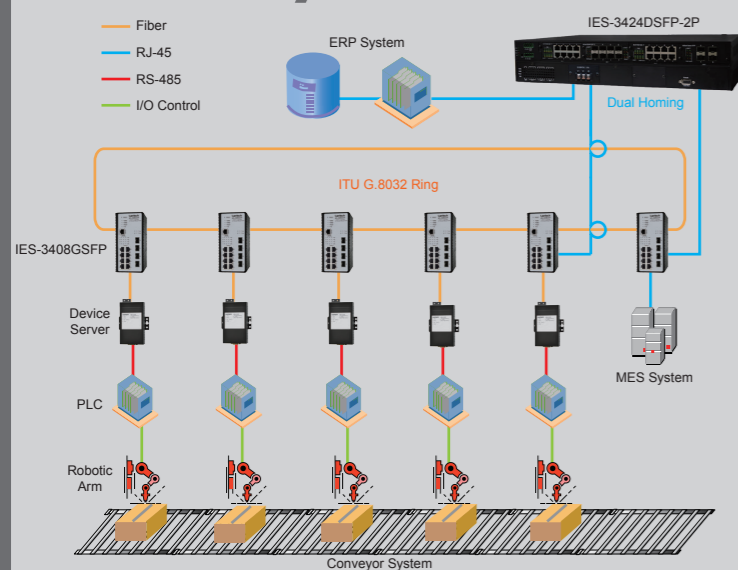 Fiber
RJ-45
RS-485
I/O Control
ERP System
IES-3424DSFP-2P
Dual Homing
ITU G.8032 Ring
IES-3408GSFP
Device
Server
MES System
PLC
Robotic
Arm
Conveyor System